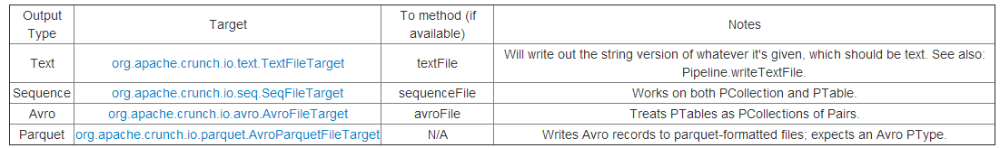 Output Type Target To method (if available) Notes
Text org.apache.crunch.io.text.TextFileTarget textFile Will write out the string version of whatever it's given, which should be text. See also: Pipeline.writeTextFile.
Sequence org.apache.crunch.io.seq.SeqFileTarget sequenceFile Works on both PCollection and PTable.
Avro org.apache.crunch.io.avro.AvroFileTarget avroFile Treats PTables as PCollections of Pairs.
Parquet org.apache.crunch.io.parquet.AvroParquetFileTarget N/A Writes Avro records to parquet-formatted files; expects an Avro PType.